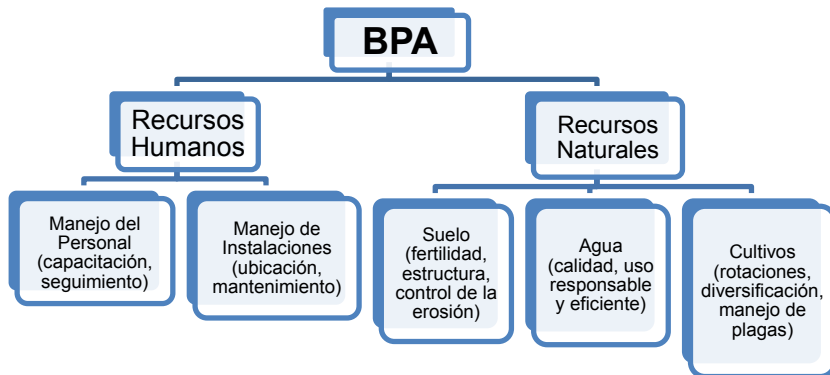 BPA
Recursos
Humanos
Recursos
Naturales
Manejo del
Personal
(capacitación,
seguimiento)
Manejo de
Instalaciones
(ubicación,
mantenimiento)
Suelo
(fertilidad,
estructura,
control de la
erosión)
Agua
(calidad, uso
responsable
y eficiente)
Cultivos
(rotaciones,
diversificación,
manejo de
plagas)